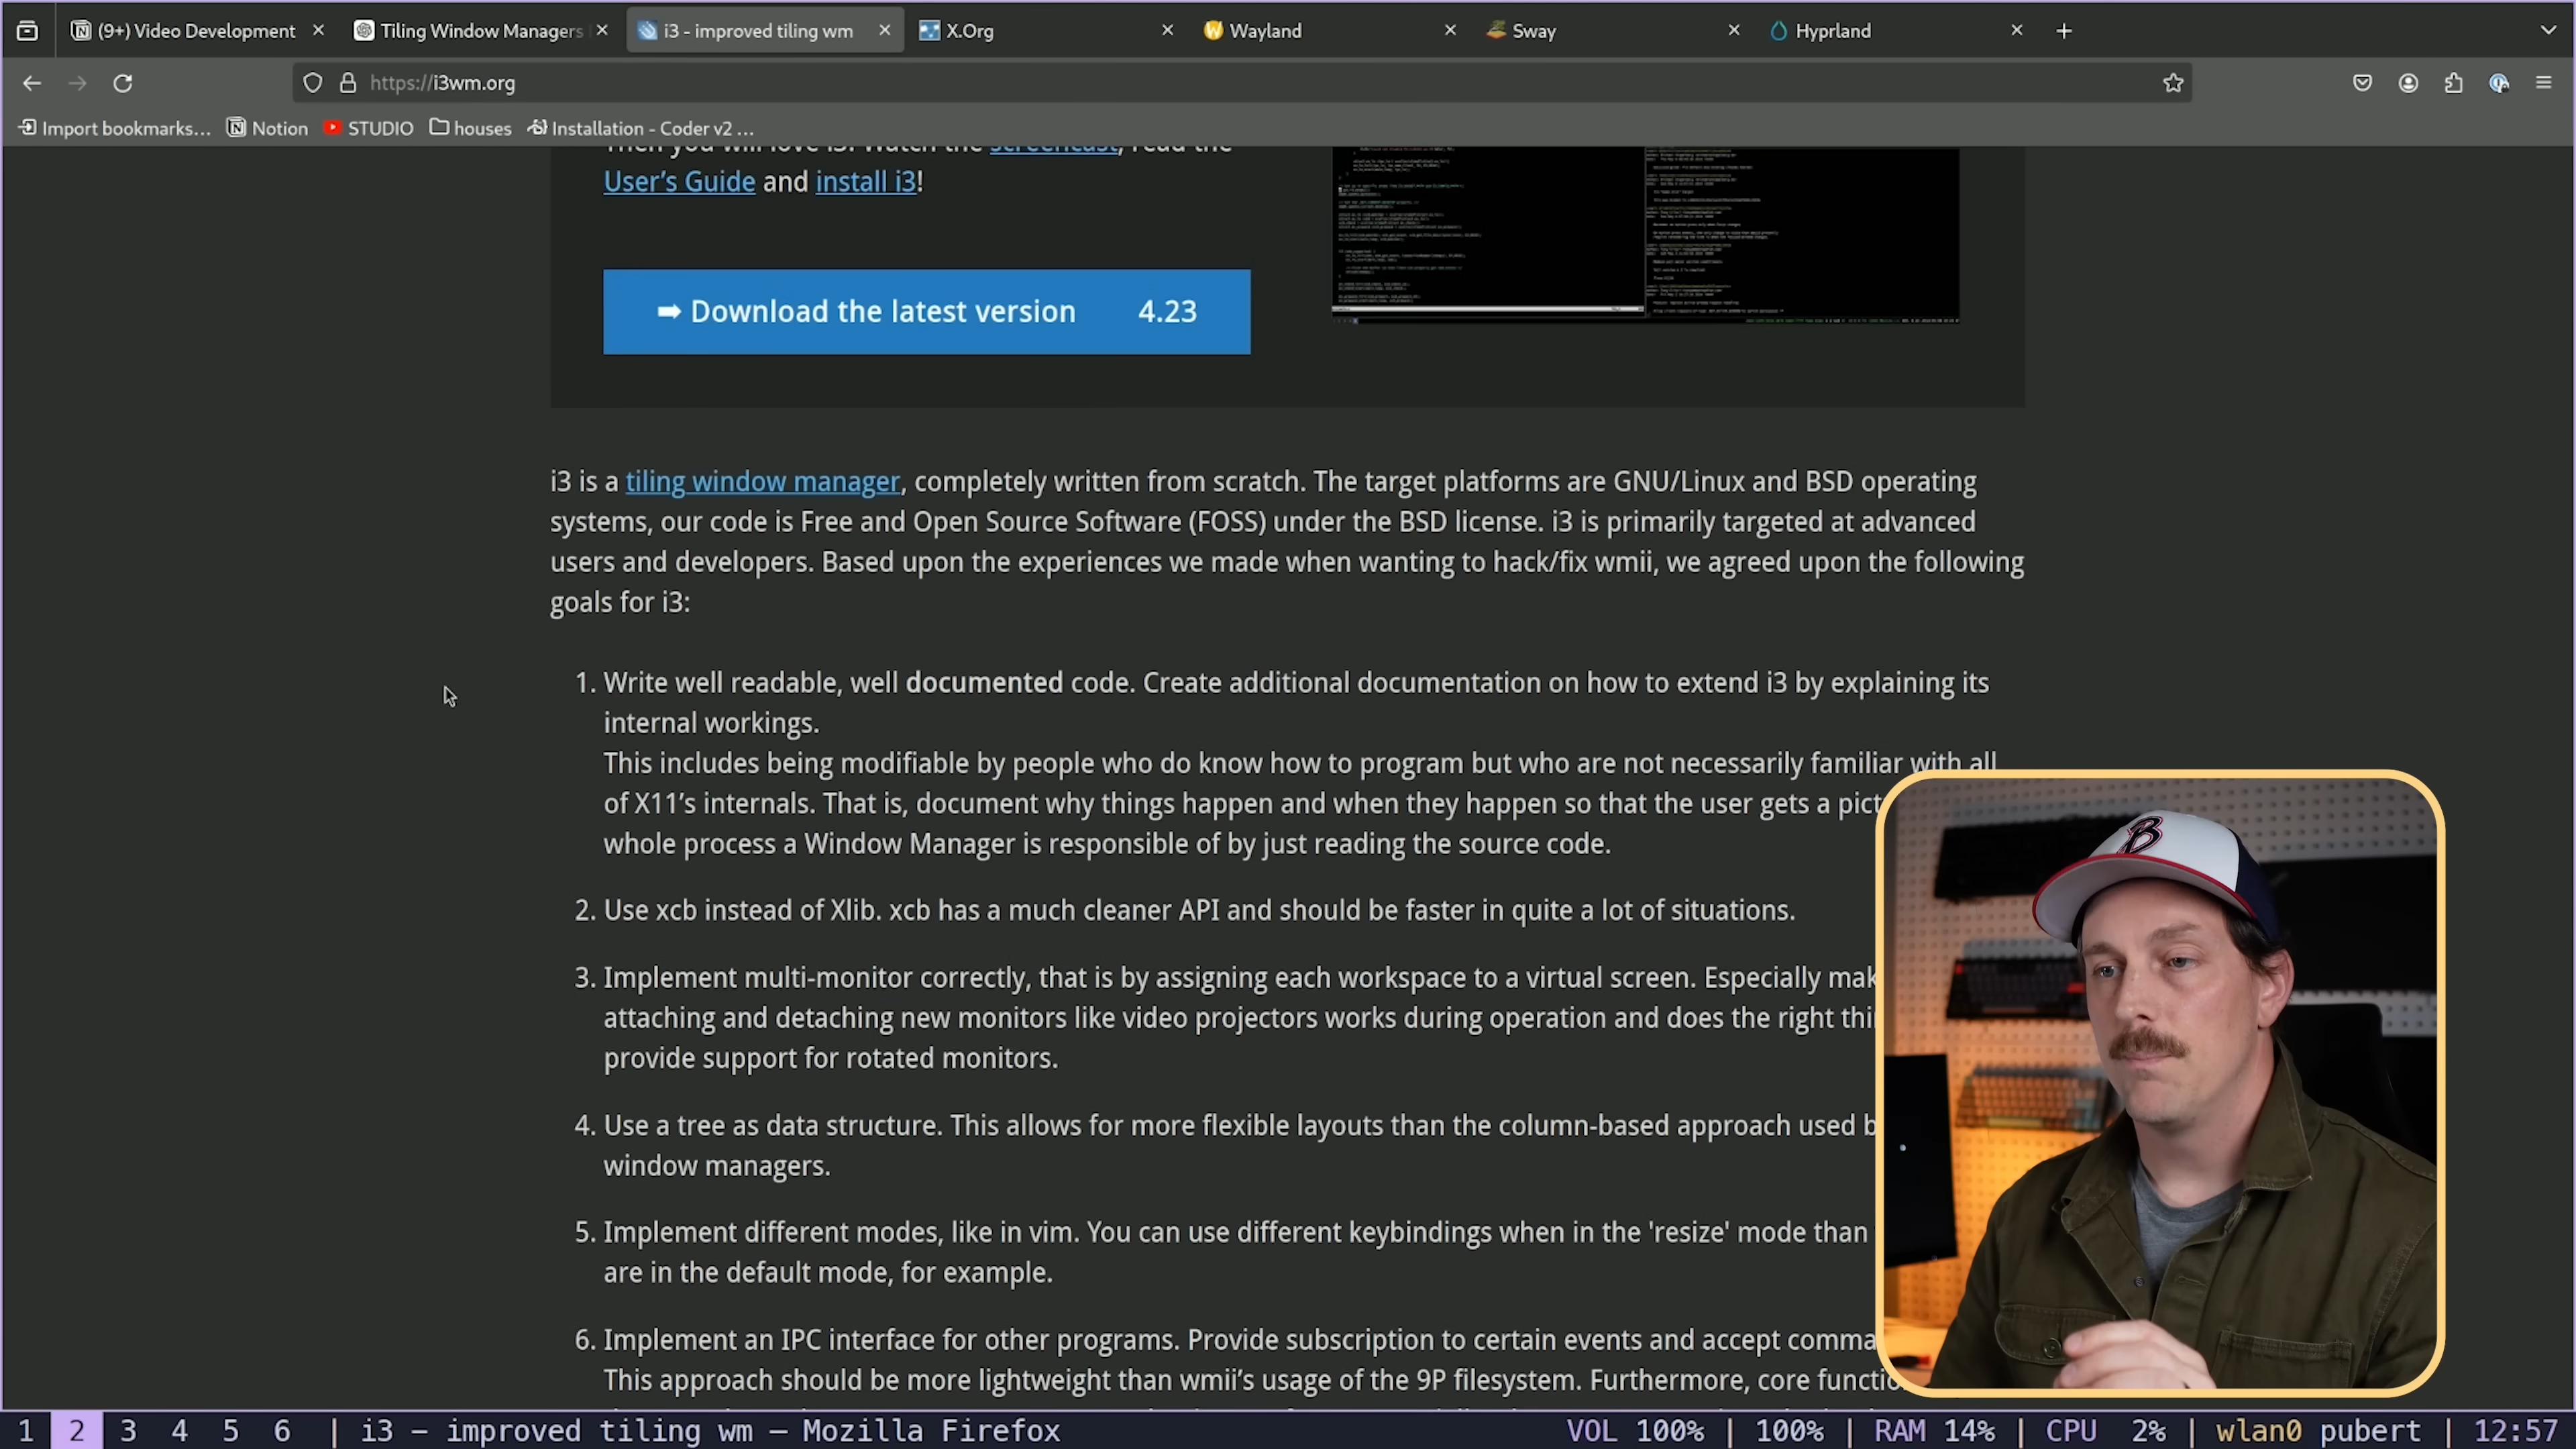 (9+) Video Development
Tiling Window Managers
i3 - improved tiling wm
X.Org
Wayland
Sway
Hyprland
https://i3wm.org
Import bookmarks...
Notion
STUDIO
houses
Installation - Coder v2 ...
Then you will love i3! Watch the screencast, read the
User's Guide and install i3!
➡ Download the latest version 4.23
i3 is a tiling window manager, completely written from scratch. The target platforms are GNU/Linux and BSD operating
systems, our code is Free and Open Source Software (FOSS) under the BSD license. i3 is primarily targeted at advanced
users and developers. Based upon the experiences we made when wanting to hack/fix wmii, we agreed upon the following
goals for i3:
1. Write well readable, well documented code. Create additional documentation on how to extend i3 by explaining its
internal workings.
This includes being modifiable by people who do know how to program but who are not necessarily familiar with all
of X11's internals. That is, document why things happen and when they happen so that the user gets a pict
whole process a Window Manager is responsible of by just reading the source code.
2. Use xcb instead of Xlib. xcb has a much cleaner API and should be faster in quite a lot of situations.
3. Implement multi-monitor correctly, that is by assigning each workspace to a virtual screen. Especially mak
attaching and detaching new monitors like video projectors works during operation and does the right thi
provide support for rotated monitors.
4. Use a tree as data structure. This allows for more flexible layouts than the column-based approach used b
window managers.
5. Implement different modes, like in vim. You can use different keybindings when in the 'resize' mode than
are in the default mode, for example.
6. Implement an IPC interface for other programs. Provide subscription to certain events and accept comma
This approach should be more lightweight than wmii's usage of the 9P filesystem. Furthermore, core functio
B
1 2 3 4 5 6 | i3 — improved tiling wm — Mozilla Firefox
VOL 100% | 100% | RAM 14% | CPU 2% | wlan0 pubert | 12:57